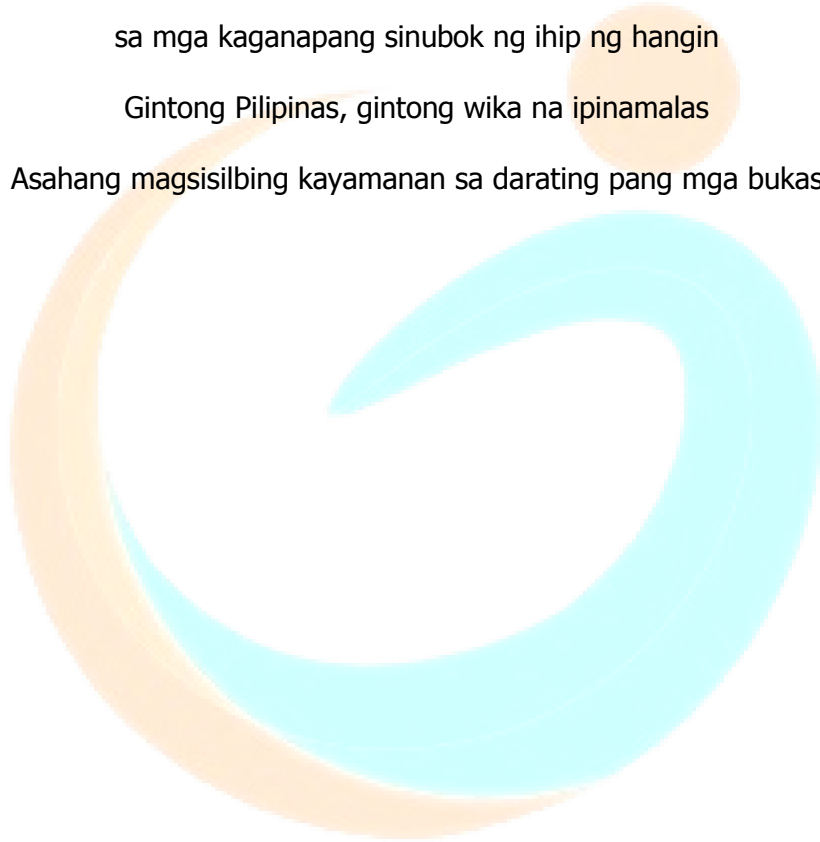 sa mga kaganapang sinubok ng ihip ng hangin
Gintong Pilipinas, gintong wika na ipinamalas
Asahang magsisilbing kayamanan sa darating pang mga bukas